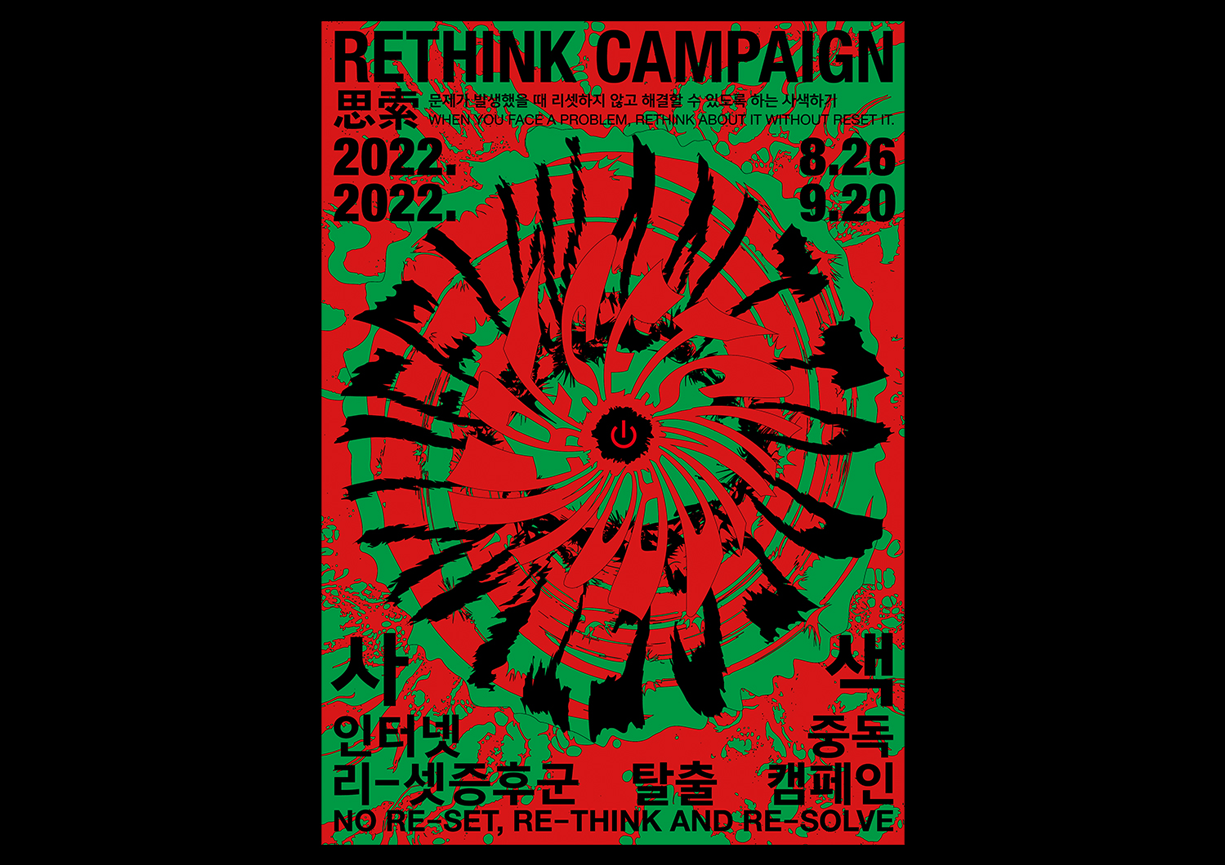 RETHINK CAMPAIGN
思索 문제가 발생했을 때 리셋하지 않고 해결할 수 있도록 하는 사색하기
WHEN YOU FACE A PROBLEM, RETHINK ABOUT IT WITHOUT RESET IT.
2022. 8.26
2022. 9.20
사 색
인터넷 중독
리-셋증후군 탈출 캠페인
NO RE-SET, RE-THINK AND RE-SOLVE